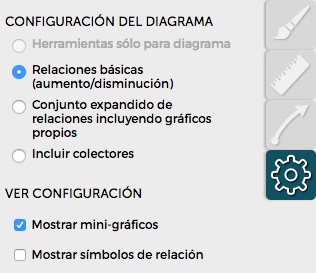 CONFIGURACIÓN DEL DIAGRAMA
Herramientas sólo para diagrama
Relaciones básicas
(aumento/disminución)
Conjunto expandido de
relaciones incluyendo gráficos
propios
Incluir colectores
VER CONFIGURACIÓN
Mostrar mini-gráficos
Mostrar símbolos de relación